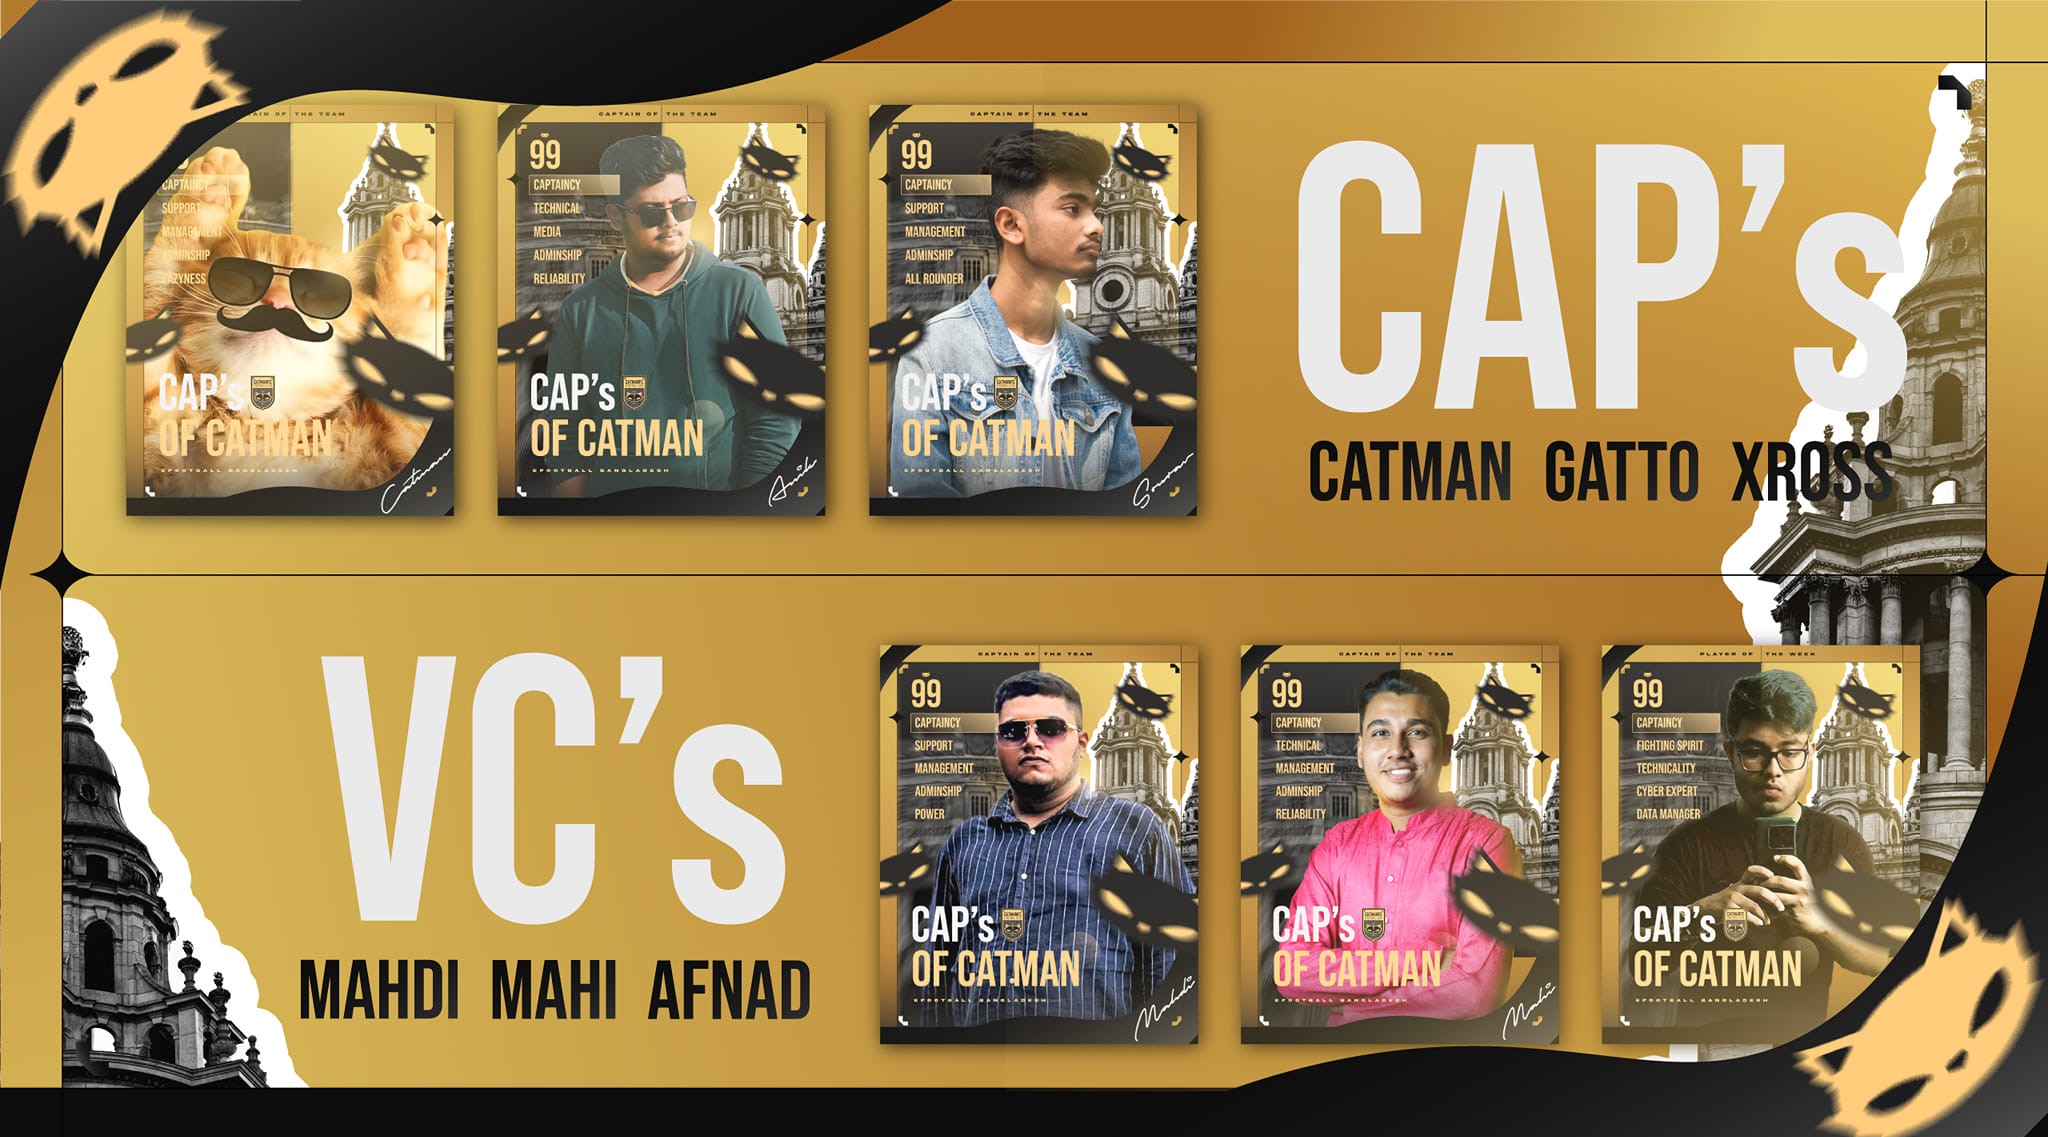 CAPTAIN OF THE TEAM
CAPTAINCY
SUPPORT
MANAGEMENT
ADMINSHIP
LAZYNESS
CAP's
OF CATMAN
EFOOTBALL BANGLADESH
Catman
CAPTAIN OF THE TEAM
99
CAPTAINCY
TECHNICAL
MEDIA
ADMINSHIP
RELIABILITY
CAP's
OF CATMAN
EFOOTBALL BANGLADESH
Anik
CAPTAIN OF THE TEAM
99
CAPTAINCY
SUPPORT
MANAGEMENT
ADMINSHIP
ALL ROUNDER
CAP's
OF CATMAN
EFOOTBALL BANGLADESH
Sourav
CAP's
CATMAN GATTO XROSS
VC's
MAHDI MAHI AFNAD
CAPTAIN OF THE TEAM
99
CAPTAINCY
SUPPORT
MANAGEMENT
ADMINSHIP
POWER
CAP's
OF CATMAN
EFOOTBALL BANGLADESH
Mahdi
CAPTAIN OF THE TEAM
99
CAPTAINCY
TECHNICAL
MANAGEMENT
ADMINSHIP
RELIABILITY
CAP's
OF CATMAN
EFOOTBALL BANGLADESH
Mahi
PLAYER OF THE WEEK
99
CAPTAINCY
FIGHTING SPIRIT
TECHNICALITY
CYBER EXPERT
DATA MANAGER
CAP's
OF CATMAN
EFOOTBALL BANGLADESH